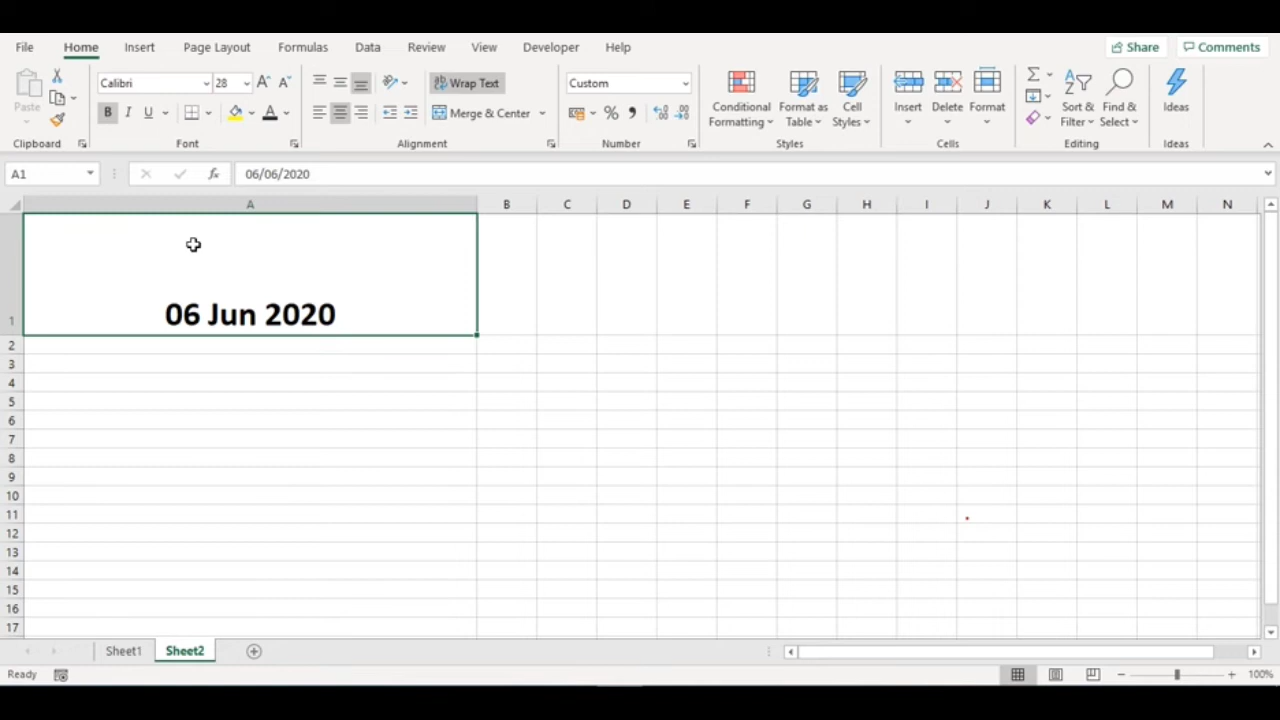 File Home Insert Page Layout Formulas Data Review View Developer Help Share Comments
Paste Calibri 28 A A Wrap Text Custom Conditional Formatting Format as Table Cell Styles Insert Delete Format Sort & Filter Find & Select Ideas
B I U A Merge & Center % ,
Clipboard Font Alignment Number Styles Cells Editing Ideas
A1 fx 06/06/2020
A B C D E F G H I J K L M N
1 06 Jun 2020
2
3
4
5
6
7
8
9
10
11
12
13
14
15
16
17
Sheet1 Sheet2
Ready 100%